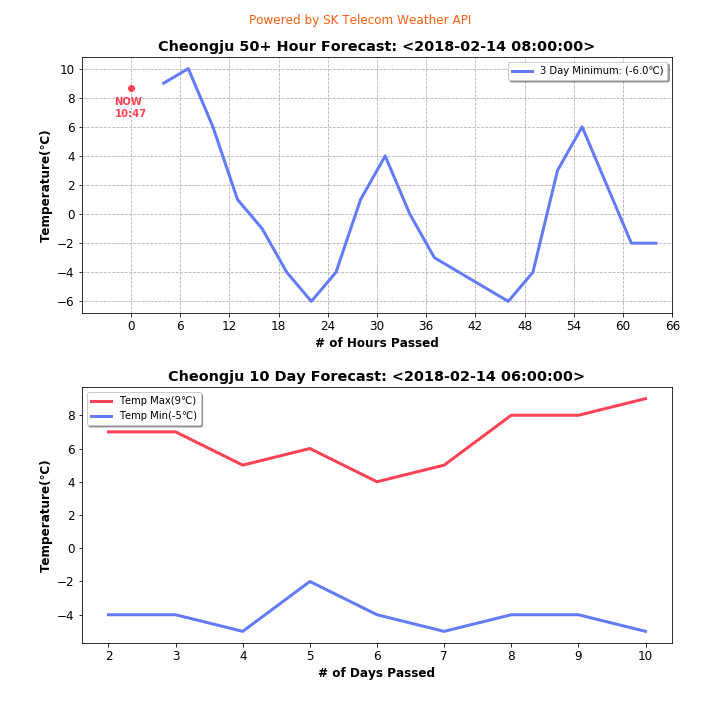 Powered by SK Telecom Weather API
Cheongju 50+ Hour Forecast: <2018-02-14 08:00:00>
10
8
6
4
2
0
−2
−4
−6
Temperature(℃)
3 Day Minimum: (-6.0℃)
NOW
10:47
0 6 12 18 24 30 36 42 48 54 60 66
# of Hours Passed
Cheongju 10 Day Forecast: <2018-02-14 06:00:00>
Temp Max(9℃)
Temp Min(-5℃)
8
6
4
2
0
−2
−4
Temperature(℃)
2 3 4 5 6 7 8 9 10
# of Days Passed